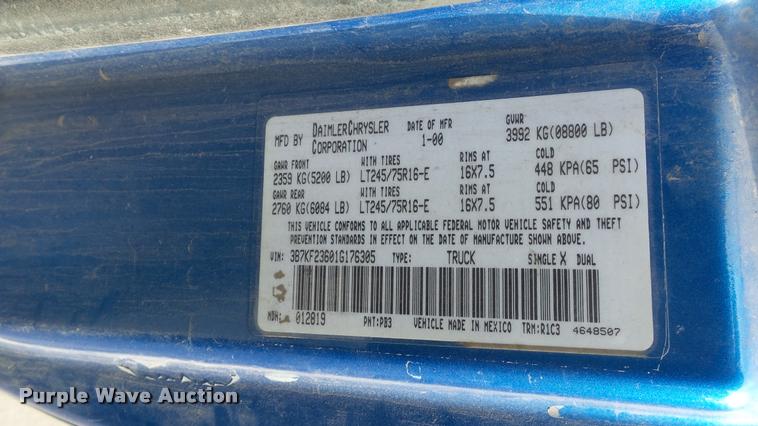 MFD BY DAIMLERCHRYSLER CORPORATION DATE OF MFR 1-00 GVWR 3992 KG(08800 LB)
GAWR FRONT WITH TIRES RIMS AT COLD
2359 KG(5200 LB) LT245/75R16-E 16X7.5 448 KPA(65 PSI)
GAWR REAR WITH TIRES RIMS AT COLD
2760 KG(6084 LB) LT245/75R16-E 16X7.5 551 KPA(80 PSI)
THIS VEHICLE CONFORMS TO ALL APPLICABLE FEDERAL MOTOR VEHICLE SAFETY AND THEFT
PREVENTION STANDARDS IN EFFECT ON THE DATE OF MANUFACTURE SHOWN ABOVE.
VIN: 3B7KF23601G176305 TYPE: TRUCK SINGLE X DUAL
MDH: 012819 PNT:PB3 VEHICLE MADE IN MEXICO TRM:R1C3 4648507
Purple Wave Auction